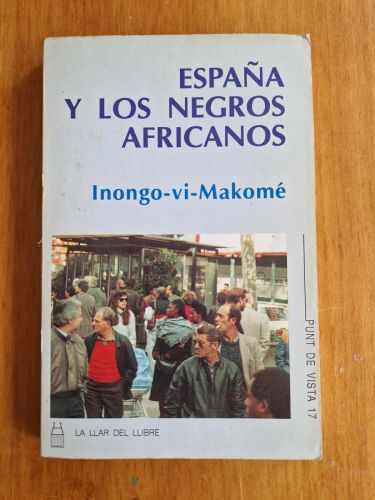 ESPAÑA
Y LOS NEGROS
AFRICANOS
Inongo-vi-Makomé
PUNT DE VISTA 17
LA LLAR DEL LLIBRE